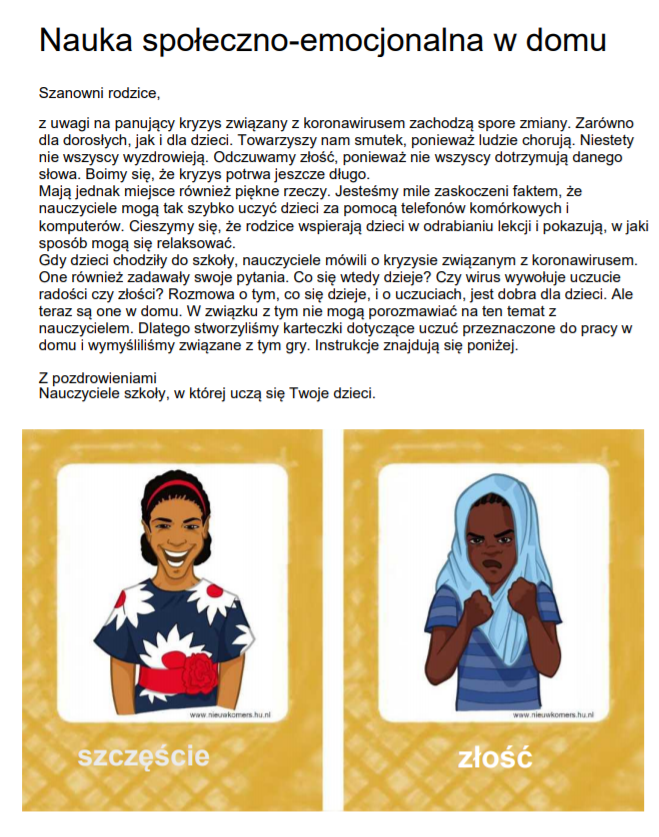 Nauka społeczno-emocjonalna w domu
Szanowni rodzice,
z uwagi na panujący kryzys związany z koronawirusem zachodzą spore zmiany. Zarówno
dla dorosłych, jak i dla dzieci. Towarzyszy nam smutek, ponieważ ludzie chorują. Niestety
nie wszyscy wyzdrowieją. Odczuwamy złość, ponieważ nie wszyscy dotrzymują danego
słowa. Boimy się, że kryzys potrwa jeszcze długo.
Mają jednak miejsce również piękne rzeczy. Jesteśmy mile zaskoczeni faktem, że
nauczyciele mogą tak szybko uczyć dzieci za pomocą telefonów komórkowych i
komputerów. Cieszymy się, że rodzice wspierają dzieci w odrabianiu lekcji i pokazują, w jaki
sposób mogą się relaksować.
Gdy dzieci chodziły do szkoły, nauczyciele mówili o kryzysie związanym z koronawirusem.
One również zadawały swoje pytania. Co się wtedy dzieje? Czy wirus wywołuje uczucie
radości czy złości? Rozmowa o tym, co się dzieje, i o uczuciach, jest dobra dla dzieci. Ale
teraz są one w domu. W związku z tym nie mogą porozmawiać na ten temat z
nauczycielem. Dlatego stworzyliśmy karteczki dotyczące uczuć przeznaczone do pracy w
domu i wymyśliliśmy związane z tym gry. Instrukcje znajdują się poniżej.
Z pozdrowieniami
Nauczyciele szkoły, w której uczą się Twoje dzieci.
www.nieuwkomers.hu.nl
szczęście
www.nieuwkomers.hu.nl
złość